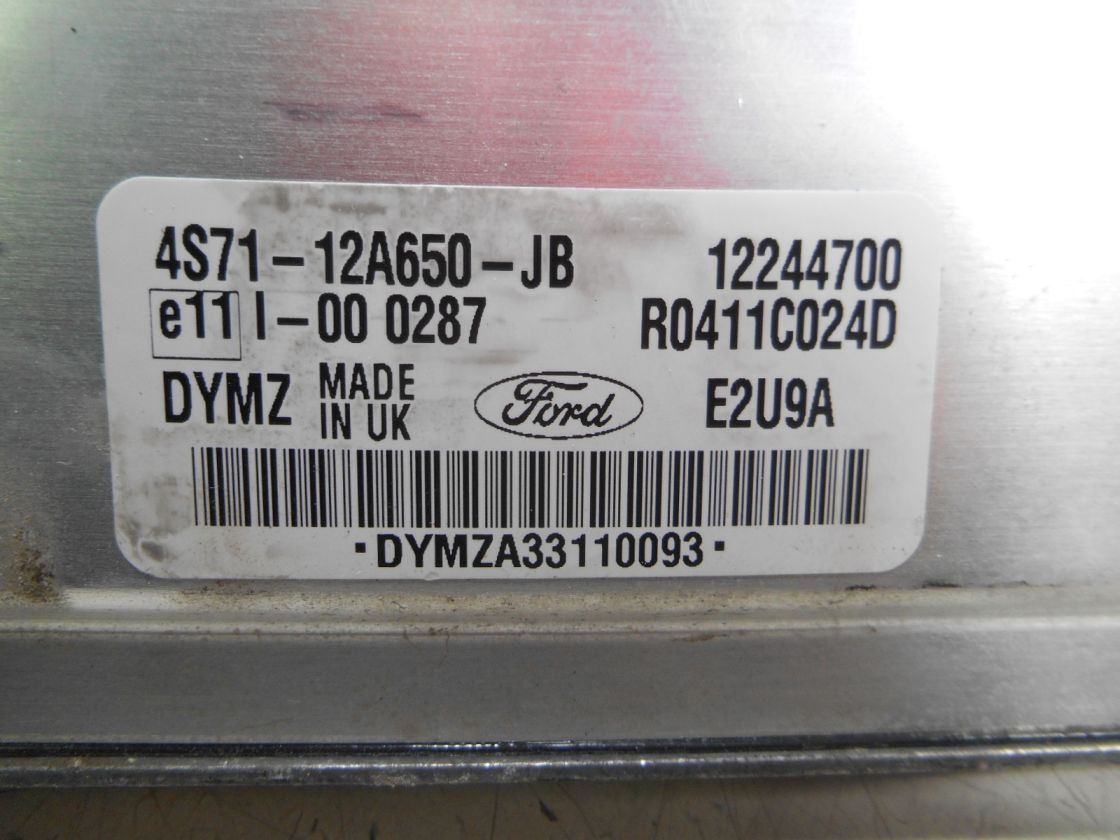 4S71-12A650-JB 12244700
e11 I-00 0287 R0411C024D
DYMZ MADE IN UK Ford E2U9A
·DYMZA33110093·